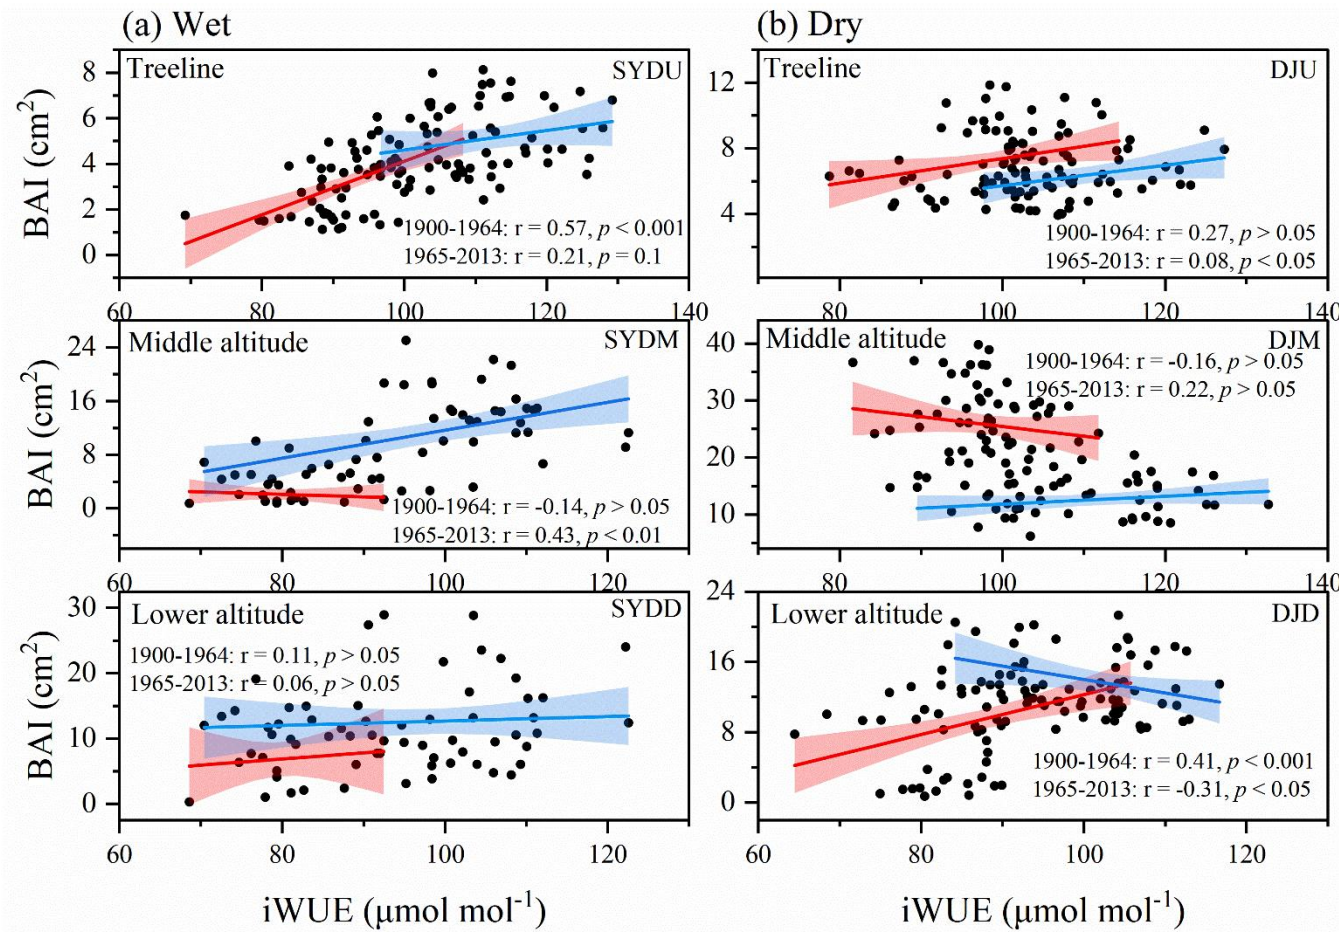 (a) Wet
(b) Dry
Treeline
SYDU
BAI (cm²)
8
6
4
2
0
1900-1964: r = 0.57, p < 0.001
1965-2013: r = 0.21, p = 0.1
60
80
100
120
140
Treeline
DJU
12
8
4
1900-1964: r = 0.27, p > 0.05
1965-2013: r = 0.08, p < 0.05
60
80
100
120
140
Middle altitude
SYDM
BAI (cm²)
24
16
8
0
1900-1964: r = -0.14, p > 0.05
1965-2013: r = 0.43, p < 0.01
60
80
100
120
Middle altitude
DJM
40
30
20
10
1900-1964: r = -0.16, p > 0.05
1965-2013: r = 0.22, p > 0.05
60
80
100
120
140
Lower altitude
SYDD
BAI (cm²)
30
20
10
0
1900-1964: r = 0.11, p > 0.05
1965-2013: r = 0.06, p > 0.05
60
80
100
120
iWUE (μmol mol⁻¹)
Lower altitude
DJD
24
16
8
0
1900-1964: r = 0.41, p < 0.001
1965-2013: r = -0.31, p < 0.05
60
80
100
120
iWUE (μmol mol⁻¹)